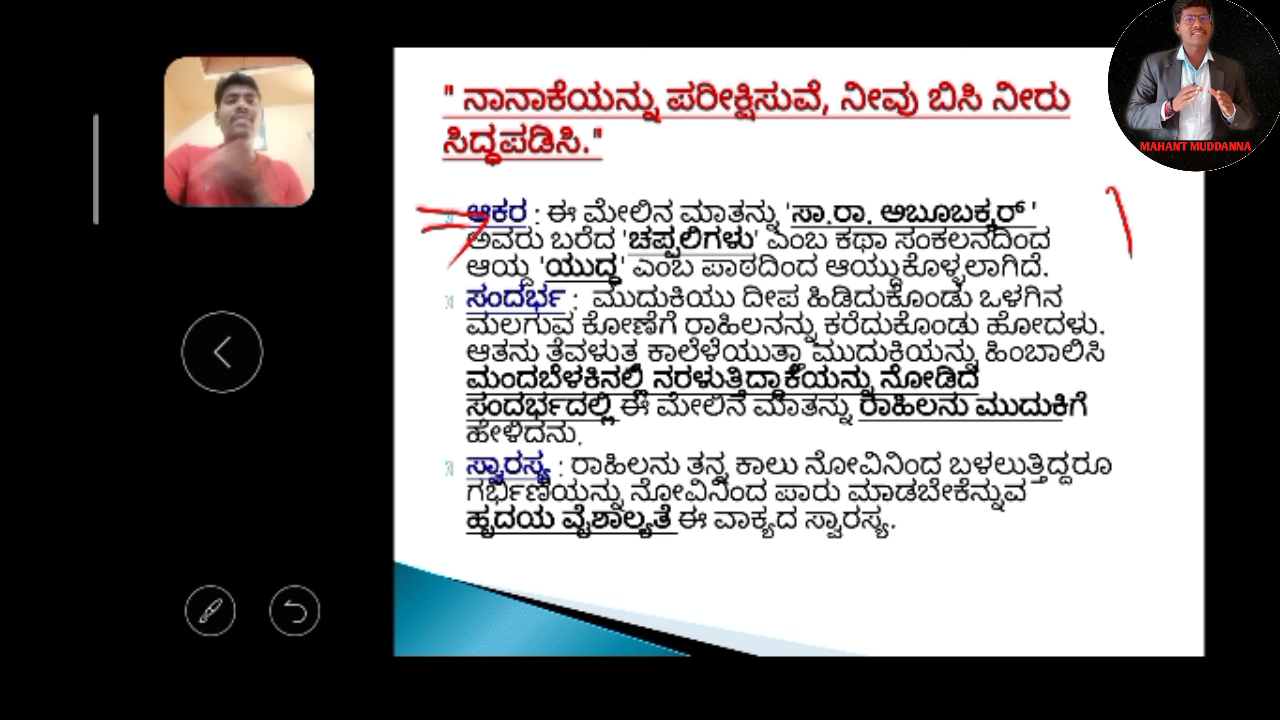 MAHANT MUDDANNA
" ನಾನಾಕೆಯನ್ನು ಪರೀಕ್ಷಿಸುವೆ, ನೀವು ಬಿಸಿ ನೀರು
ಸಿದ್ಧಪಡಿಸಿ."
ಆಕರ : ಈ ಮೇಲಿನ ಮಾತನ್ನು 'ಸಾ.ರಾ. ಅಬೂಬಕ್ಕರ್ '
ಅವರು ಬರೆದ 'ಚಪ್ಪಲಿಗಳು' ಎಂಬ ಕಥಾ ಸಂಕಲನದಿಂದ
ಆಯ್ದ 'ಯುದ್ಧ' ಎಂಬ ಪಾಠದಿಂದ ಆಯ್ದುಕೊಳ್ಳಲಾಗಿದೆ.
ಸಂದರ್ಭ : ಮುದುಕಿಯು ದೀಪ ಹಿಡಿದುಕೊಂಡು ಒಳಗಿನ
ಮಲಗುವ ಕೋಣೆಗೆ ರಾಹಿಲನನ್ನು ಕರೆದುಕೊಂಡು ಹೋದಳು.
ಆತನು ತೆವಳುತ್ತ ಕಾಲೆಳೆಯುತ್ತಾ ಮುದುಕಿಯನ್ನು ಹಿಂಬಾಲಿಸಿ
ಮಂದಬೆಳಕಿನಲ್ಲಿ ನರಳುತ್ತಿದ್ದಾಕೆಯನ್ನು ನೋಡಿದ
ಸಂದರ್ಭದಲ್ಲಿ ಈ ಮೇಲಿನ ಮಾತನ್ನು ರಾಹಿಲನು ಮುದುಕಿಗೆ
ಹೇಳಿದನು.
ಸ್ವಾರಸ್ಯ : ರಾಹಿಲನು ತನ್ನ ಕಾಲು ನೋವಿನಿಂದ ಬಳಲುತ್ತಿದ್ದರೂ
ಗರ್ಭಿಣಿಯನ್ನು ನೋವಿನಿಂದ ಪಾರು ಮಾಡಬೇಕೆನ್ನುವ
ಹೃದಯ ವೈಶಾಲ್ಯತೆ ಈ ವಾಕ್ಯದ ಸ್ವಾರಸ್ಯ.